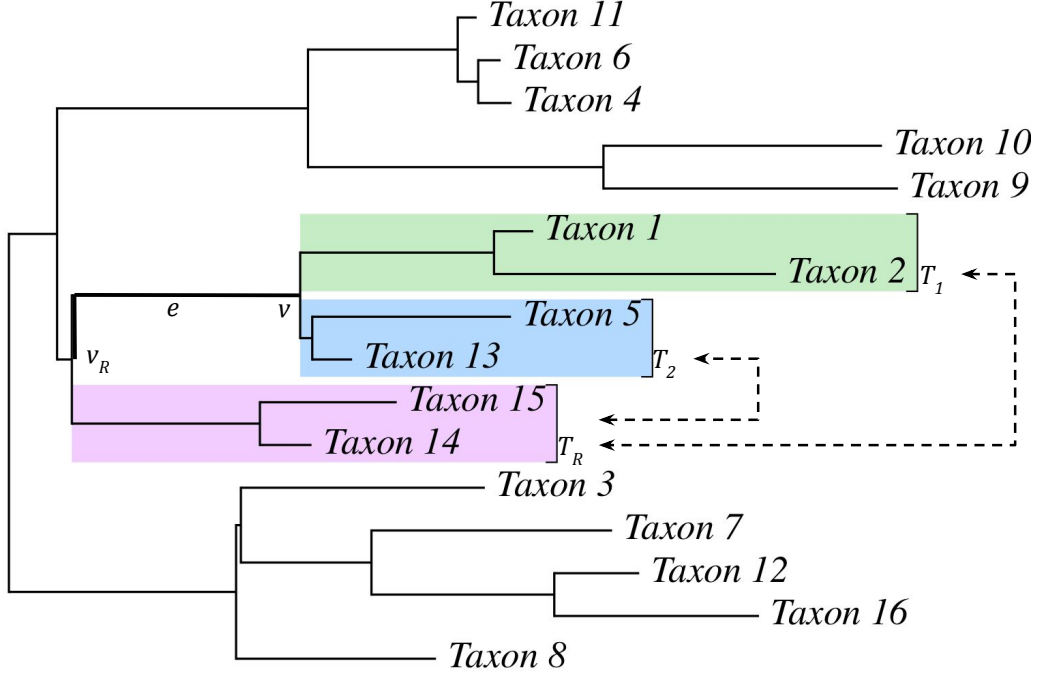 Taxon 11
Taxon 6
Taxon 4
Taxon 10
Taxon 9
Taxon 1
Taxon 2
T1
e
v
Taxon 5
Taxon 13
T2
vR
Taxon 15
Taxon 14
TR
Taxon 3
Taxon 7
Taxon 12
Taxon 16
Taxon 8